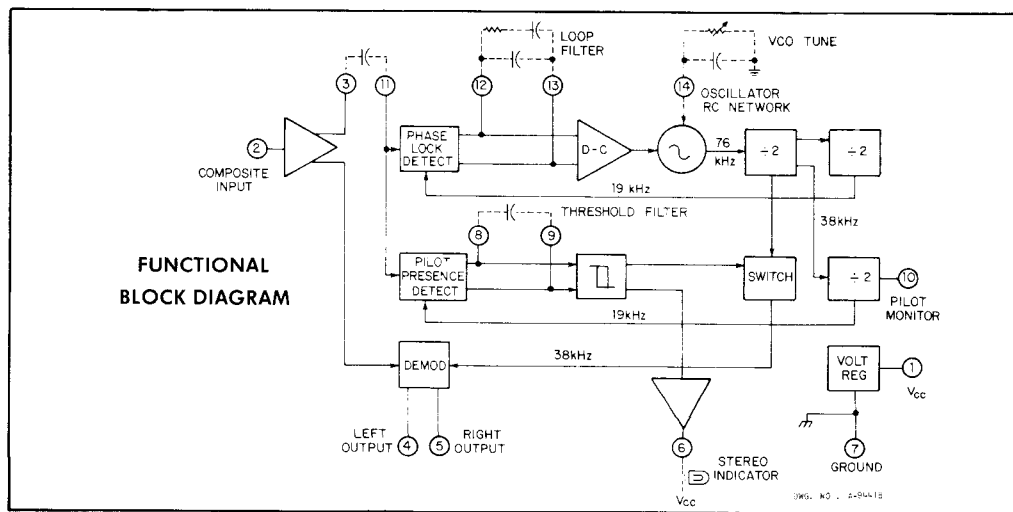 LOOP
FILTER
VCO TUNE
3
11
12
13
14
OSCILLATOR
RC NETWORK
2
COMPOSITE
INPUT
PHASE
LOCK
DETECT
D-C
76
kHz
÷2
÷2
19 kHz
38kHz
THRESHOLD FILTER
8
9
FUNCTIONAL
BLOCK DIAGRAM
PILOT
PRESENCE
DETECT
SWITCH
÷2
10
PILOT
MONITOR
19kHz
DEMOD
38kHz
VOLT
REG
1
Vcc
LEFT
OUTPUT
4
5
RIGHT
OUTPUT
6
STEREO
INDICATOR
Vcc
7
GROUND
DWG. NO. A-9441B